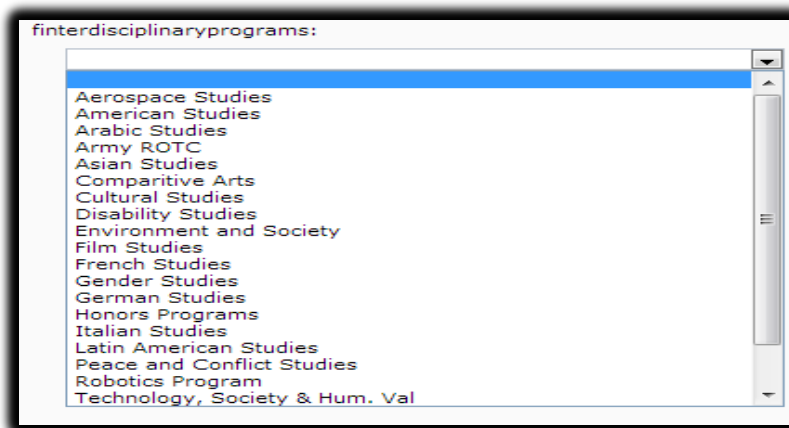 finterdisciplinaryprograms:
Aerospace Studies
American Studies
Arabic Studies
Army ROTC
Asian Studies
Comparitive Arts
Cultural Studies
Disability Studies
Environment and Society
Film Studies
French Studies
Gender Studies
German Studies
Honors Programs
Italian Studies
Latin American Studies
Peace and Conflict Studies
Robotics Program
Technology, Society & Hum. Val